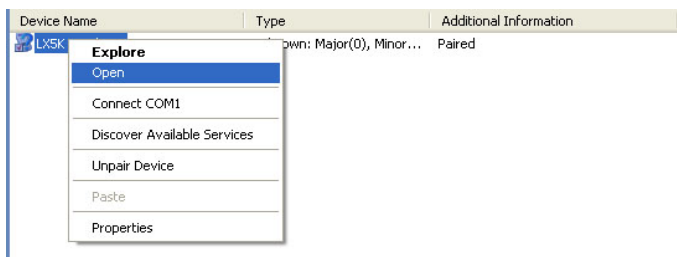 Device Name Type Additional Information
LX5K own: Major(0), Minor... Paired
Explore
Open
Connect COM1
Discover Available Services
Unpair Device
Paste
Properties